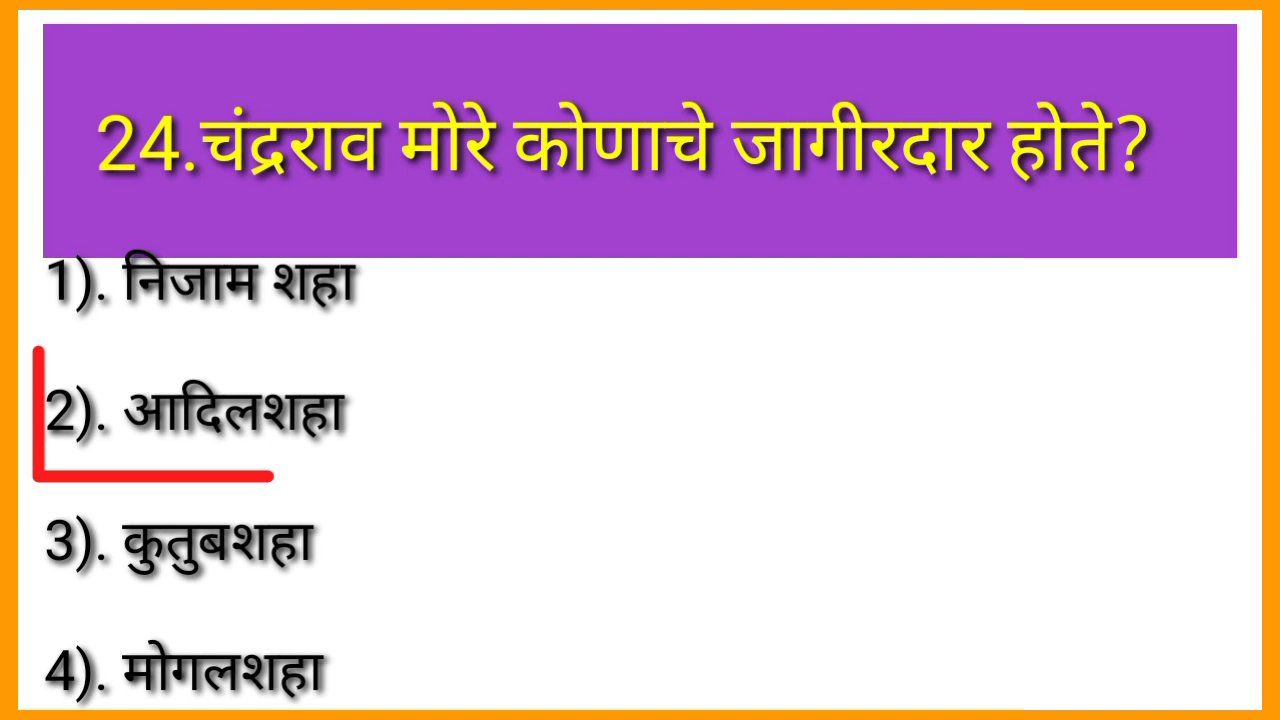 24.चंद्रराव मोरे कोणाचे जागीरदार होते?
1). निजाम शहा
2). आदिलशहा
3). कुतुबशहा
4). मोगलशहा